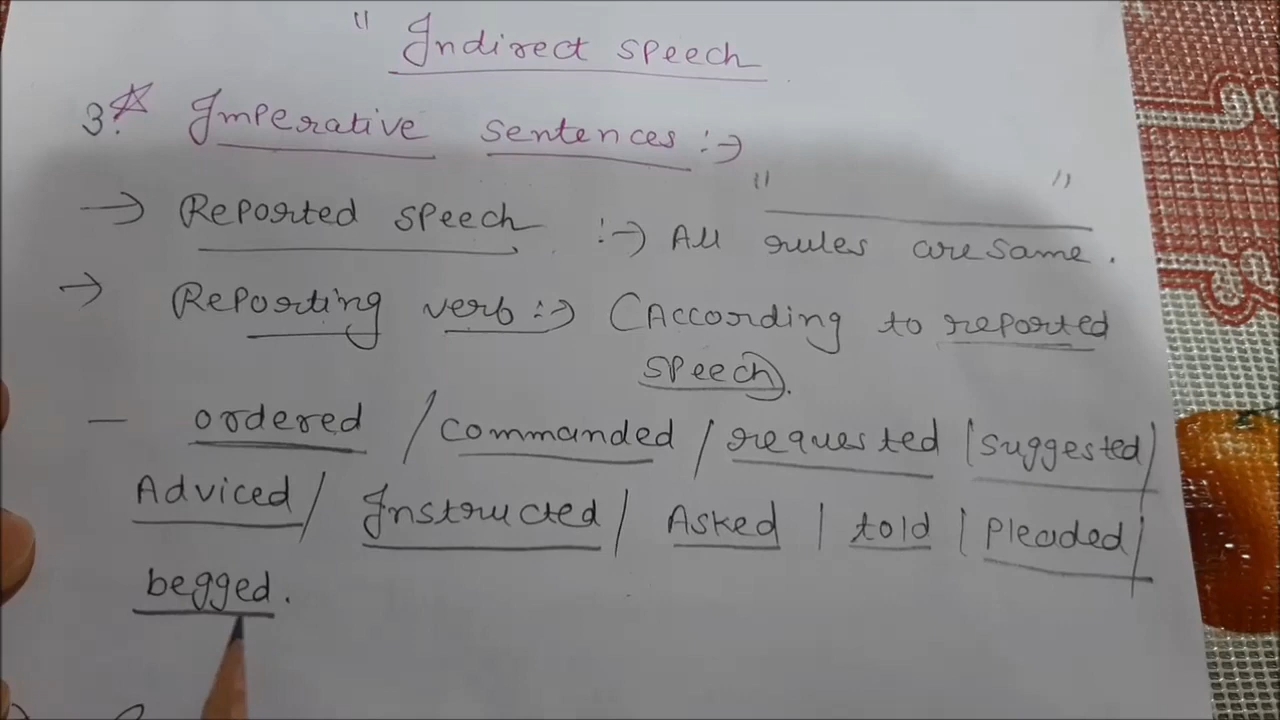 " Indirect speech
3.* Imperative sentences :→
" "
→ Reported speech :→ All rules are same.
→ Reporting verb :→ (According to reported
speech).
- ordered / commanded / requested / suggested /
Adviced / Instructed / Asked / told / pleaded /
begged.